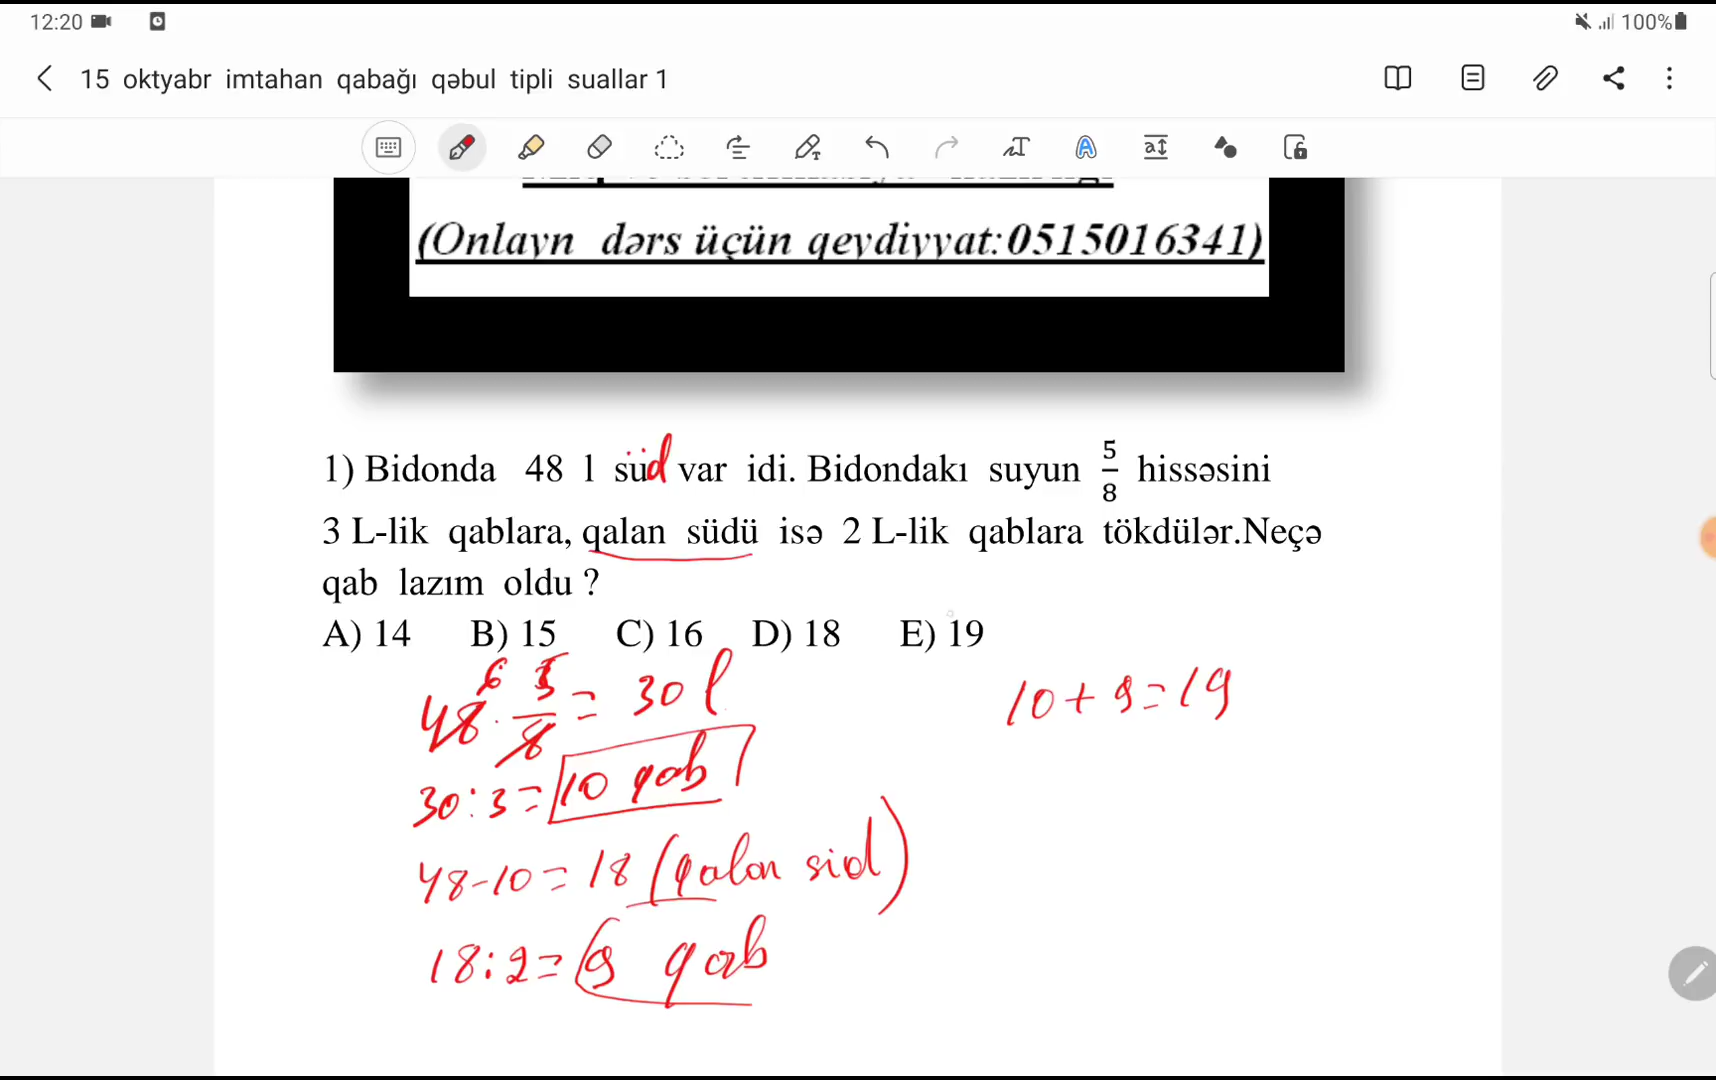 12:20
100%
15 oktyabr imtahan qabağı qəbul tipli suallar 1
(Onlayn dərs üçün qeydiyyat:0515016341)
1) Bidonda 48 l süd var idi. Bidondakı suyun 5/8 hissəsini
3 L-lik qablara, qalan südü isə 2 L-lik qablara tökdülər.Neçə
qab lazım oldu ?
A) 14 B) 15 C) 16 D) 18 E) 19
6
48 · 5/8 = 30 l
10 + 9 = 19
30 : 3 = 10 qab
48 - 10 = 18 (qalan süd)
18 : 2 = 9 qab